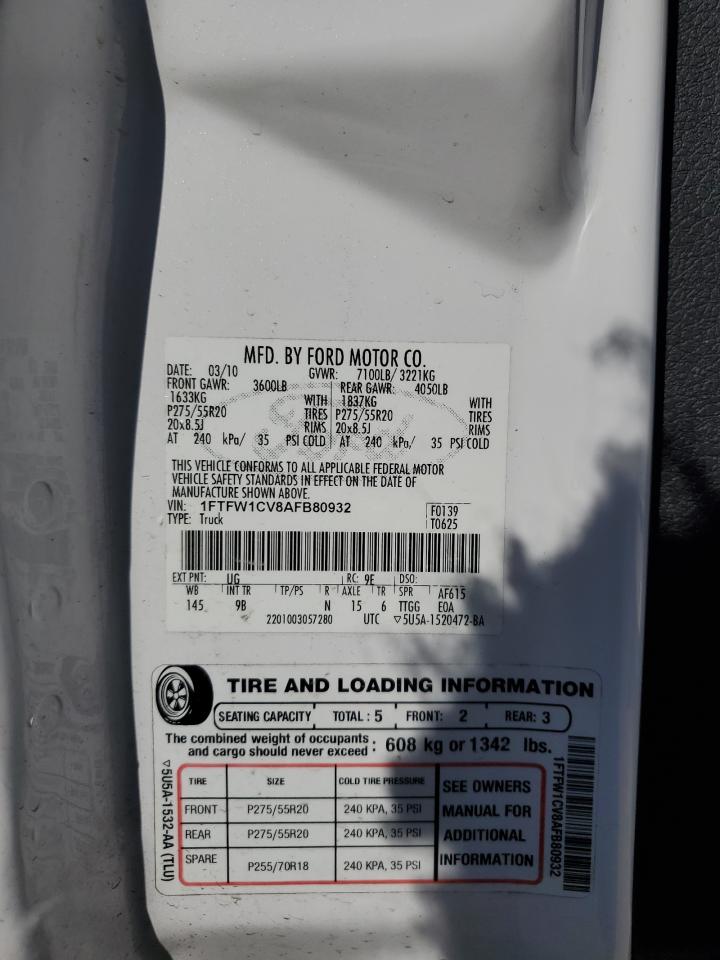 MFD. BY FORD MOTOR CO.
DATE: 03/10 GVWR: 7100LB/ 3221KG
FRONT GAWR: 3600LB REAR GAWR: 4050LB
1633KG WITH 1837KG WITH
P275/55R20 TIRES P275/55R20 TIRES
20x8.5J RIMS 20x8.5J RIMS
AT 240 kPa/ 35 PSI COLD AT 240 kPa/ 35 PSI COLD
THIS VEHICLE CONFORMS TO ALL APPLICABLE FEDERAL MOTOR
VEHICLE SAFETY STANDARDS IN EFFECT ON THE DATE OF
MANUFACTURE SHOWN ABOVE.
VIN: 1FTFW1CV8AFB80932 F0139
TYPE: Truck T0625
EXT PNT: UG RC: 9E DSO:
WB INT TR TP/PS R AXLE TR SPR AF615
145 9B N 15 6 TTGG EOA
2201003057280 UTC ▽5U5A-1520472-BA
TIRE AND LOADING INFORMATION
SEATING CAPACITY TOTAL: 5 FRONT: 2 REAR: 3
The combined weight of occupants
and cargo should never exceed : 608 kg or 1342 lbs.
TIRE SIZE COLD TIRE PRESSURE SEE OWNERS
FRONT P275/55R20 240 KPA, 35 PSI MANUAL FOR
REAR P275/55R20 240 KPA, 35 PSI ADDITIONAL
SPARE P255/70R18 240 KPA, 35 PSI INFORMATION
▽5U5A-1532-AA (TLU)
1FTFW1CV8AFB80932